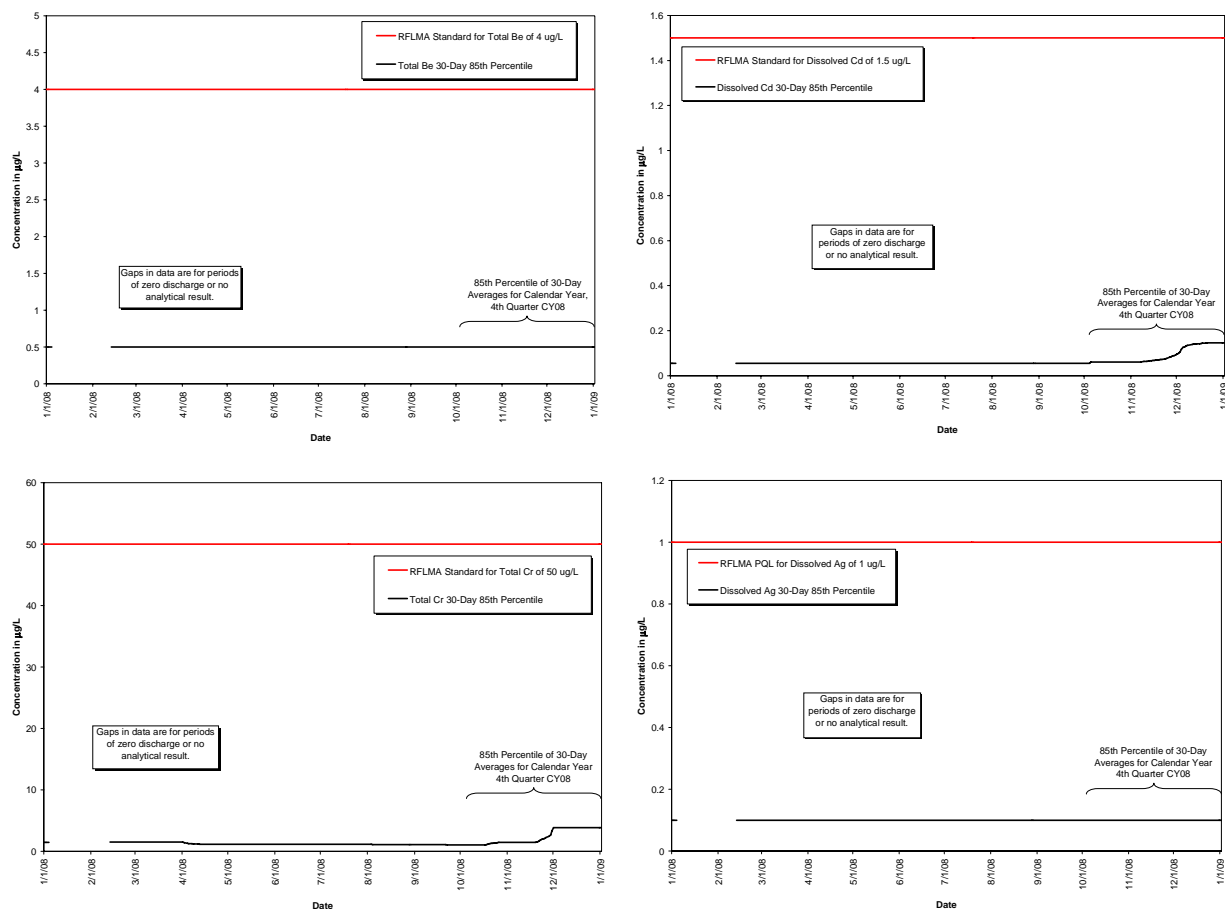 5
4.5
4
3.5
3
2.5
2
1.5
1
0.5
0
Concentration in µg/L
RFLMA Standard for Total Be of 4 ug/L
Total Be 30-Day 85th Percentile
Gaps in data are for periods
of zero discharge or no
analytical result.
85th Percentile of 30-Day
Averages for Calendar Year,
4th Quarter CY08
1/1/08
2/1/08
3/1/08
4/1/08
5/1/08
6/1/08
7/1/08
8/1/08
9/1/08
10/1/08
11/1/08
12/1/08
1/1/09
Date
1.6
1.4
1.2
1
0.8
0.6
0.4
0.2
0
Concentration in µg/L
RFLMA Standard for Dissolved Cd of 1.5 ug/L
Dissolved Cd 30-Day 85th Percentile
Gaps in data are for
periods of zero discharge
or no analytical result.
85th Percentile of 30-Day
Averages for Calendar Year
4th Quarter CY08
1/1/08
2/1/08
3/1/08
4/1/08
5/1/08
6/1/08
7/1/08
8/1/08
9/1/08
10/1/08
11/1/08
12/1/08
1/1/09
Date
60
50
40
30
20
10
0
Concentration in µg/L
RFLMA Standard for Total Cr of 50 ug/L
Total Cr 30-Day 85th Percentile
Gaps in data are for periods
of zero discharge or no
analytical result.
85th Percentile of 30-Day
Averages for Calendar Year
4th Quarter CY08
1/1/08
2/1/08
3/1/08
4/1/08
5/1/08
6/1/08
7/1/08
8/1/08
9/1/08
10/1/08
11/1/08
12/1/08
1/1/09
Date
1.2
1
0.8
0.6
0.4
0.2
0
Concentration in µg/L
RFLMA PQL for Dissolved Ag of 1 ug/L
Dissolved Ag 30-Day 85th Percentile
Gaps in data are for
periods of zero discharge
or no analytical result.
85th Percentile of 30-Day
Averages for Calendar Year
4th Quarter CY08
1/1/08
2/1/08
3/1/08
4/1/08
5/1/08
6/1/08
7/1/08
8/1/08
9/1/08
10/1/08
11/1/08
12/1/08
1/1/09
Date